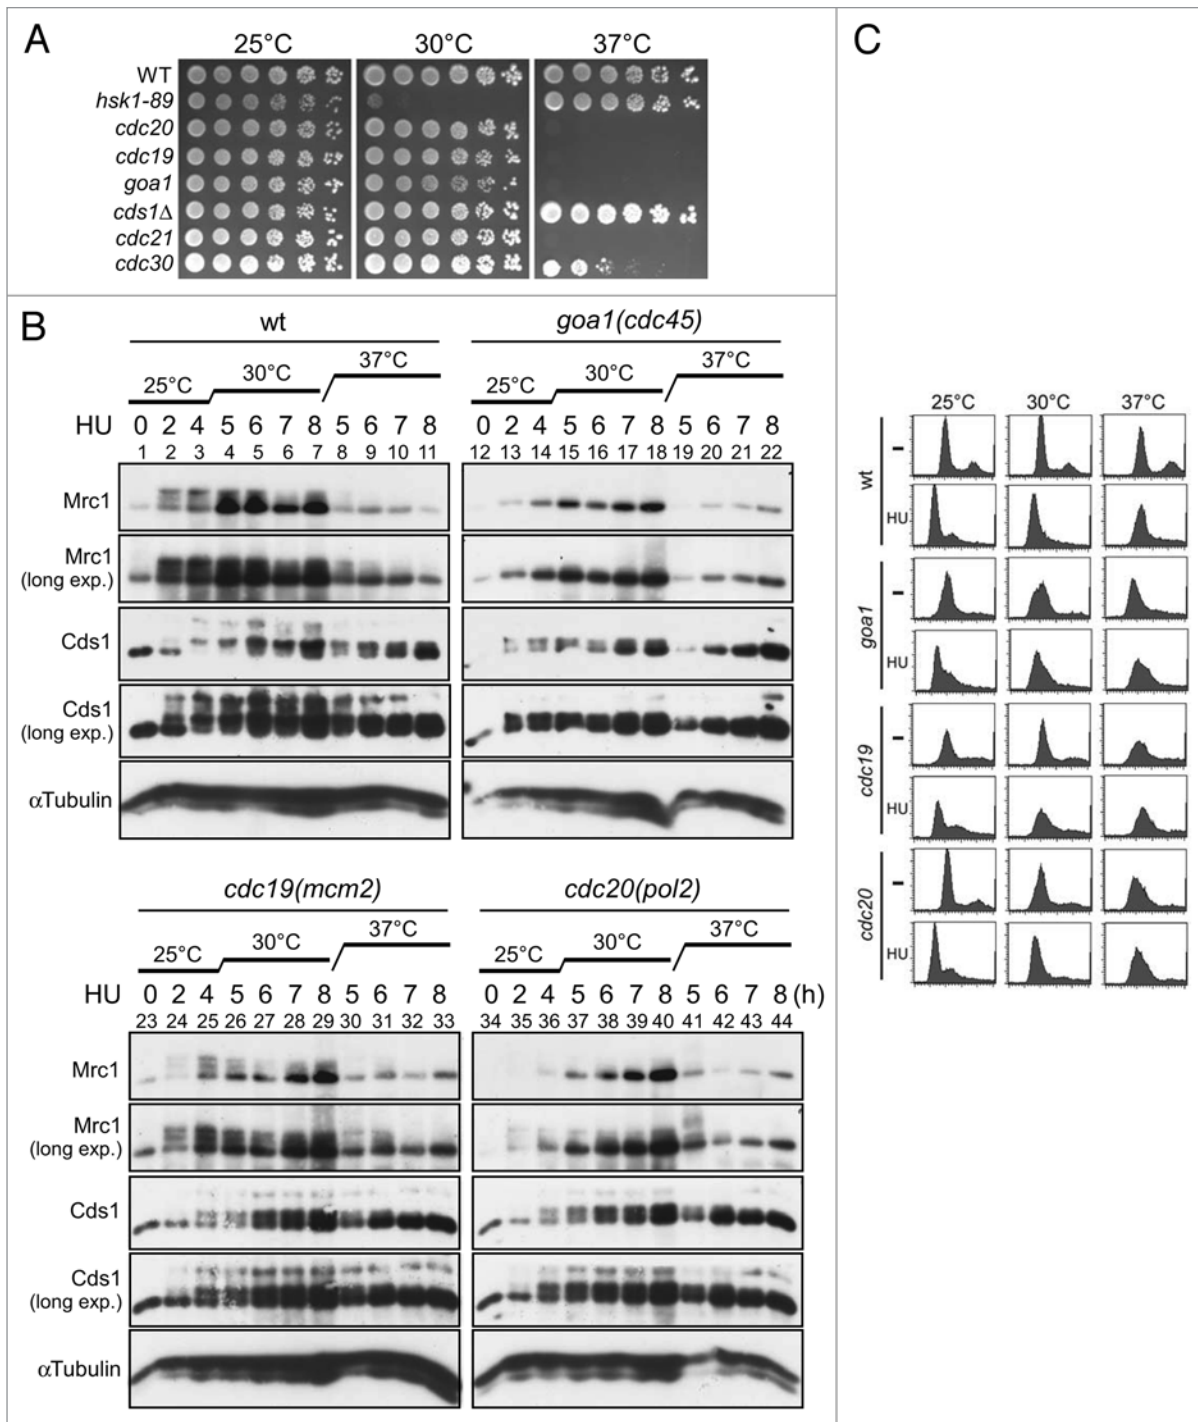 A
25°C 30°C 37°C
WT
hsk1-89
cdc20
cdc19
goa1
cds1Δ
cdc21
cdc30
B
wt goa1(cdc45)
37°C 37°C
30°C 30°C
25°C 25°C
HU 0 2 4 5 6 7 8 5 6 7 8 0 2 4 5 6 7 8 5 6 7 8
1 2 3 4 5 6 7 8 9 10 11 12 13 14 15 16 17 18 19 20 21 22
Mrc1
Mrc1
(long exp.)
Cds1
Cds1
(long exp.)
αTubulin
cdc19(mcm2) cdc20(pol2)
37°C 37°C
30°C 30°C
25°C 25°C
HU 0 2 4 5 6 7 8 5 6 7 8 0 2 4 5 6 7 8 5 6 7 8 (h)
23 24 25 26 27 28 29 30 31 32 33 34 35 36 37 38 39 40 41 42 43 44
Mrc1
Mrc1
(long exp.)
Cds1
Cds1
(long exp.)
αTubulin
C
25°C 30°C 37°C
wt
–
HU
goa1
–
HU
cdc19
–
HU
cdc20
–
HU